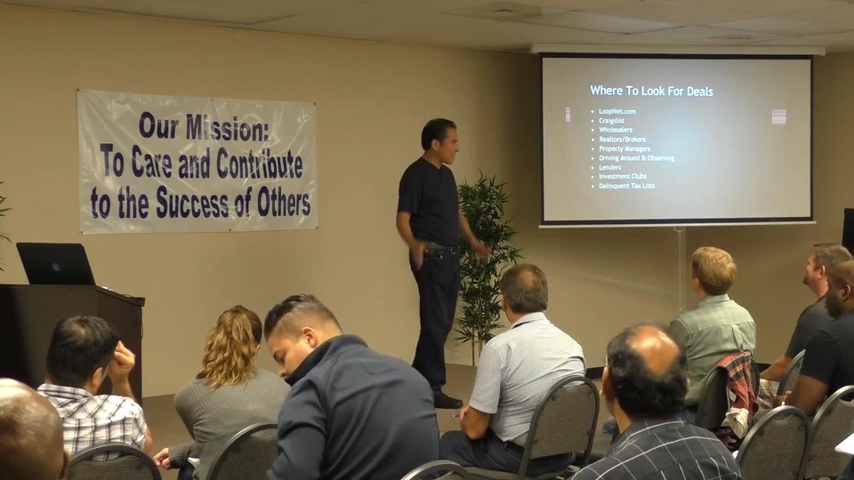 Our Mission:
To Care and Contribute
to the Success of Others
Where To Look For Deals
LoopNet.com
Craigslist
Wholesalers
Realtors/Brokers
Property Managers
Driving Around & Observing
Lenders
Investment Clubs
Delinquent Tax Lists